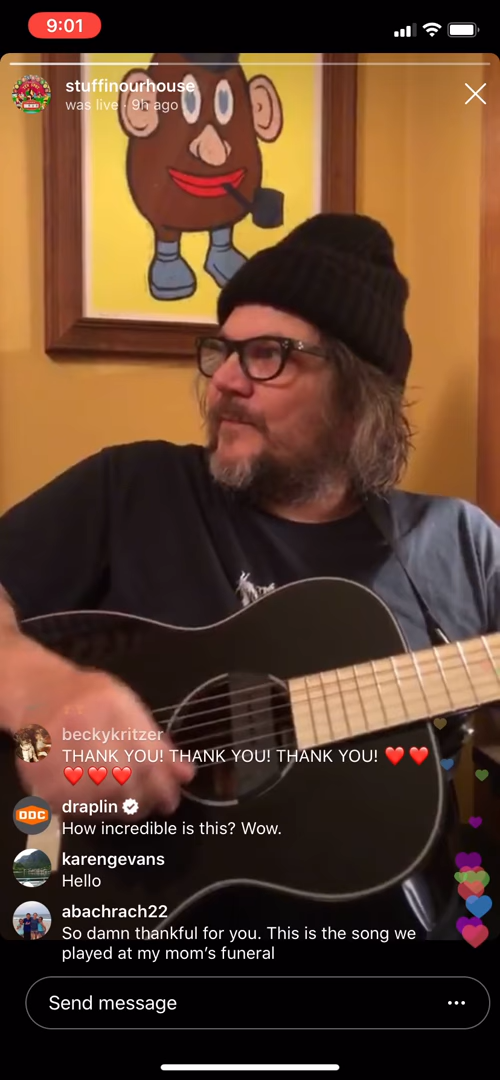 9:01
stuffinourhouse
was live · 9h ago
beckykritzer
THANK YOU! THANK YOU! THANK YOU! ❤️❤️
❤️❤️❤️
DDC
draplin
How incredible is this? Wow.
karengevans
Hello
abachrach22
So damn thankful for you. This is the song we
played at my mom’s funeral
Send message